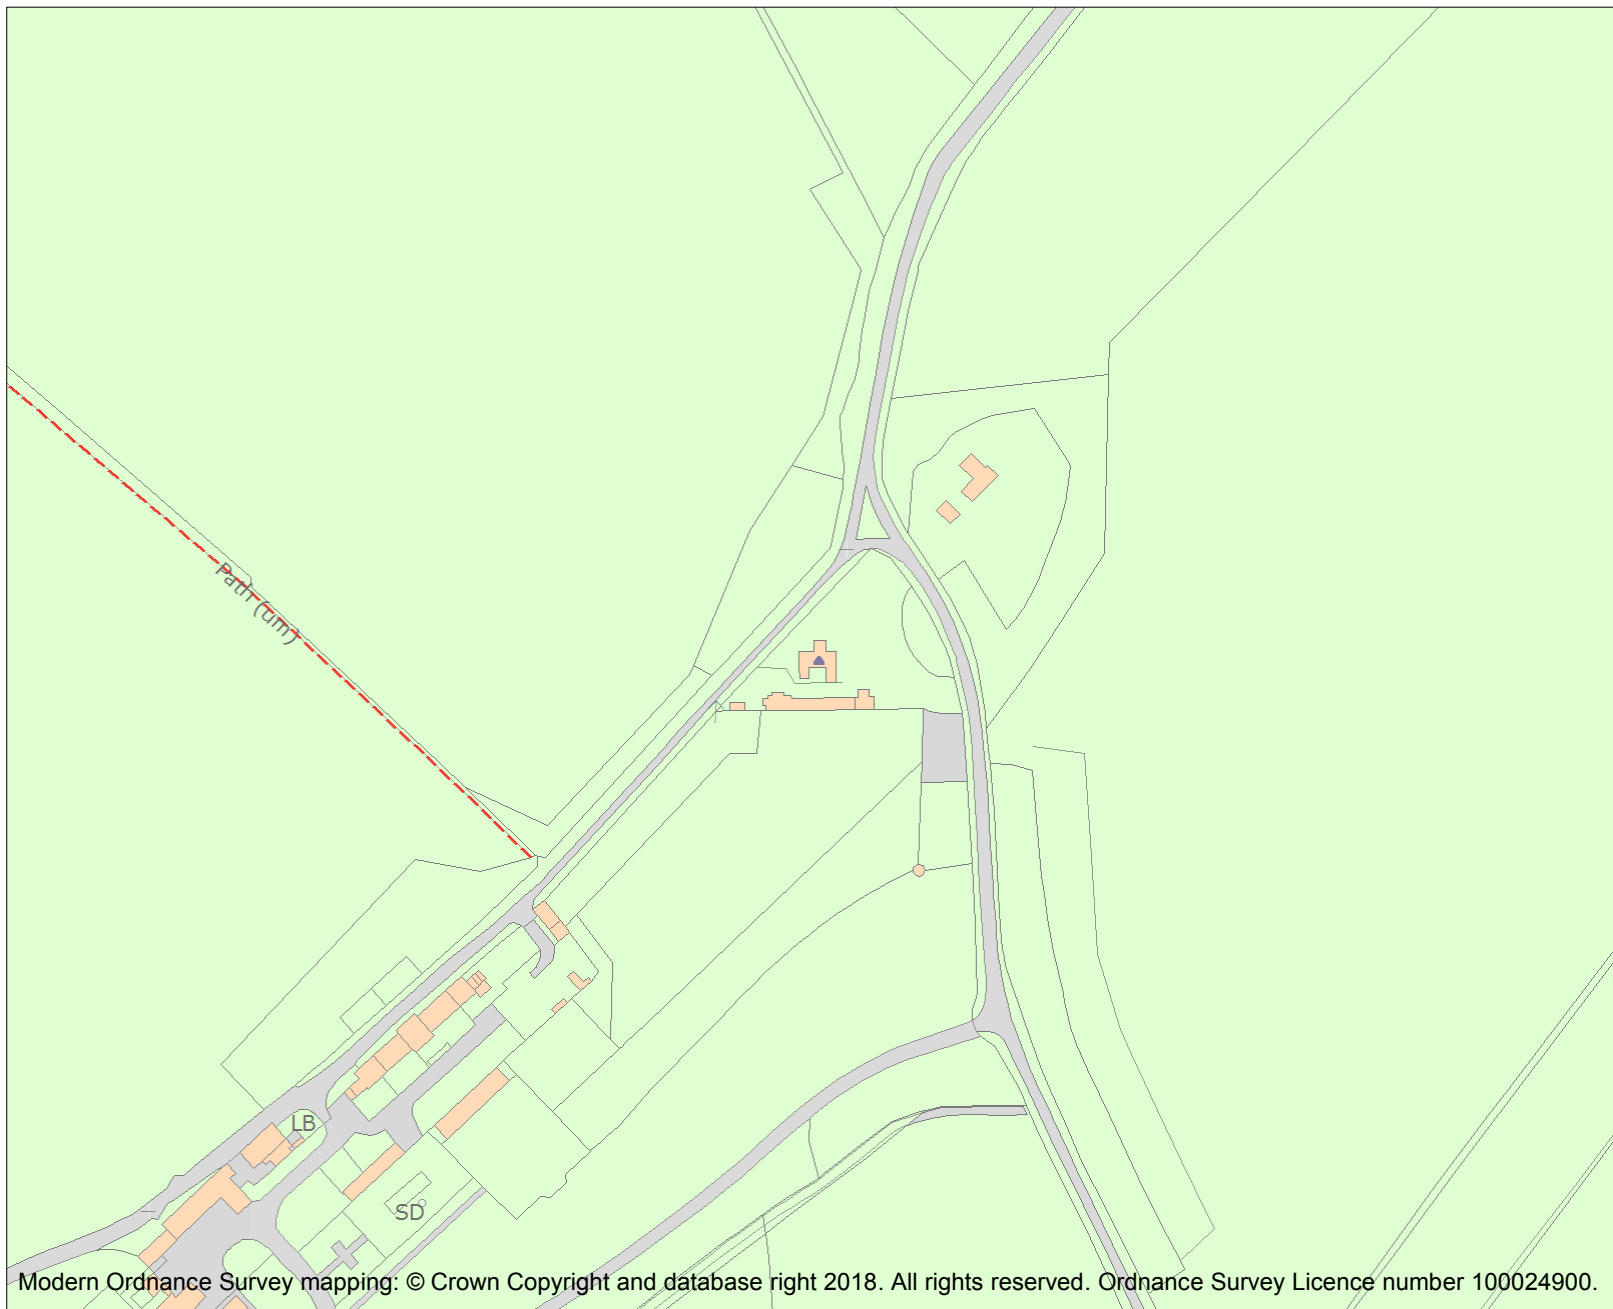 Path (um)
LB
SD
Modern Ordnance Survey mapping: © Crown Copyright and database right 2018. All rights reserved. Ordnance Survey Licence number 100024900.